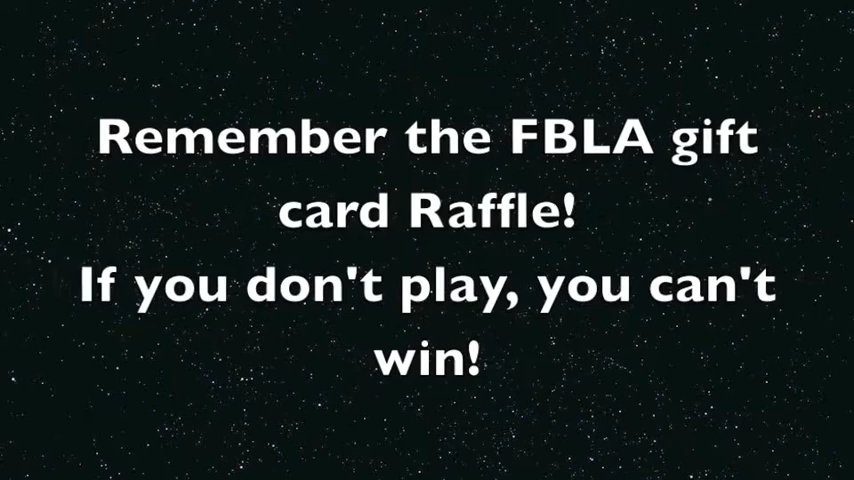 Remember the FBLA gift
card Raffle!
If you don't play, you can't
win!